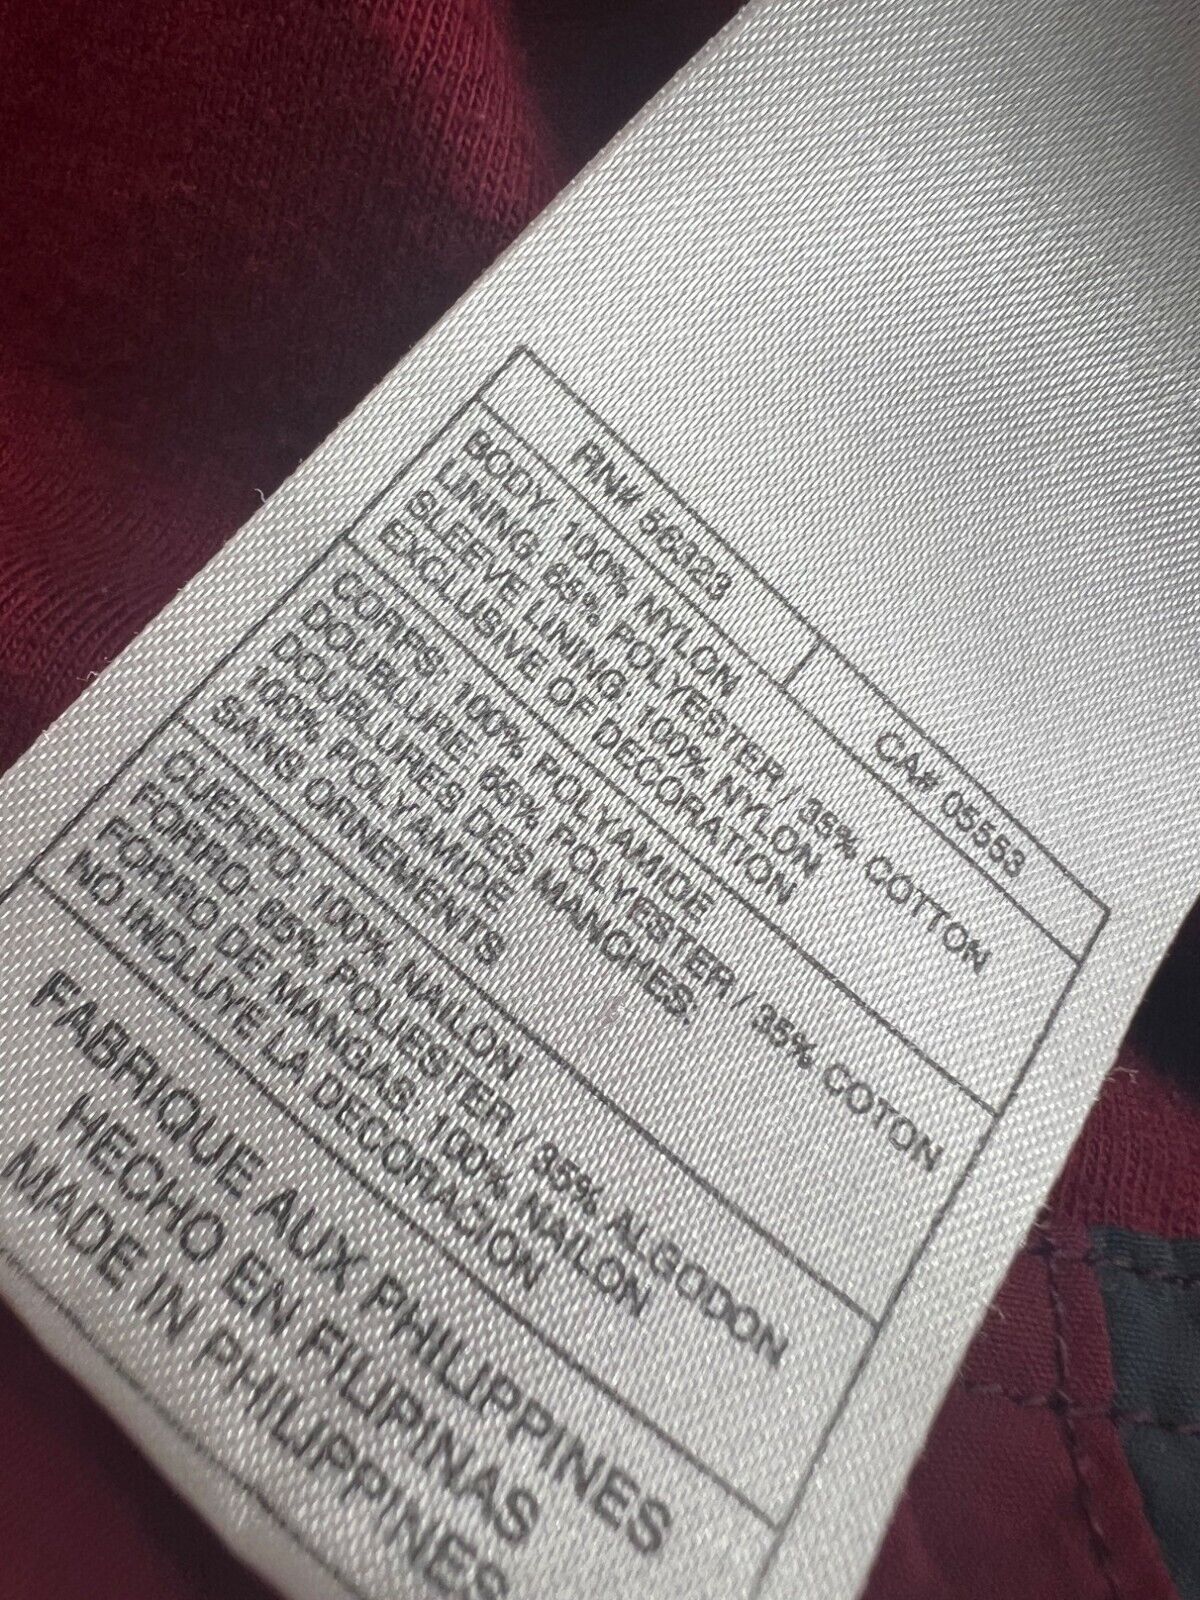 RN# 56323 CA# 05553
BODY: 100% NYLON
LINING: 65% POLYESTER / 35% COTTON
SLEEVE LINING: 100% NYLON
EXCLUSIVE OF DECORATION
CORPS: 100% POLYAMIDE
DOUBLURE: 65% POLYESTER / 35% COTON
DOUBLURES DES MANCHES:
100% POLYAMIDE
SANS ORNEMENTS
CUERPO: 100% NAILON
FORRO: 65% POLIESTER / 35% ALGODON
FORRO DE MANGAS: 100% NAILON
NO INCLUYE LA DECORACION
FABRIQUE AUX PHILIPPINES
HECHO EN FILIPINAS
MADE IN PHILIPPINES